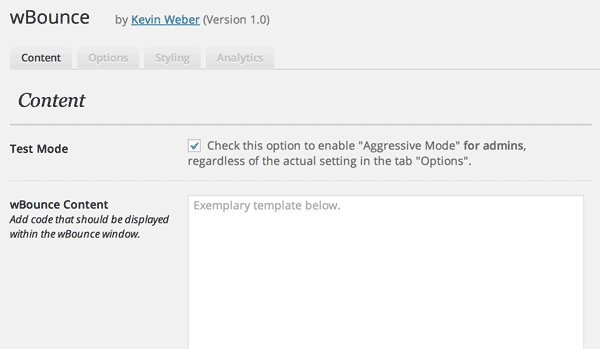 wBounce by Kevin Weber (Version 1.0)
Content Options Styling Analytics
Content
Test Mode
Check this option to enable "Aggressive Mode" for admins,
regardless of the actual setting in the tab "Options".
wBounce Content
Add code that should be displayed
within the wBounce window.
Exemplary template below.